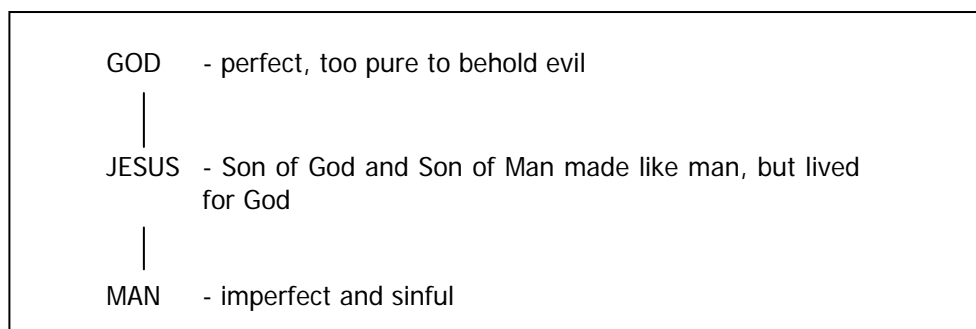 GOD - perfect, too pure to behold evil
JESUS - Son of God and Son of Man made like man, but lived
for God
MAN - imperfect and sinful